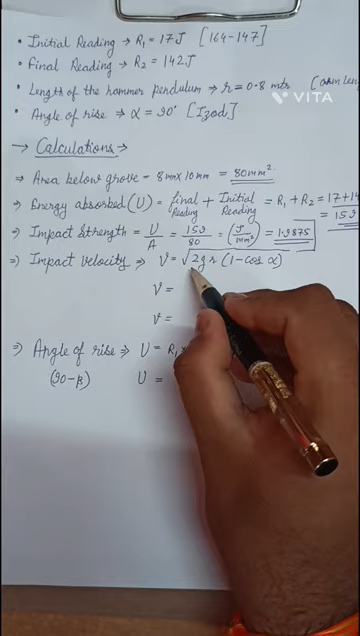 • Initial Reading → R₁ = 17J [164-147]
• Final Reading → R₂ = 142J
• Length of the hammer pendulum → r = 0.8 mtr
VITA
• Angle of rise → α = 90° [Izod]
→ Calculations →
⇒ Area below grove = 8mm X 10mm = 80mm².
⇒ Energy absorbed (U) = final Reading + Initial Reading = R₁ + R₂ = 17+14
= 159
⇒ Impact Strength = U/A = 159/80 = (J/mm²) = 1.9875
⇒ Impact velocity ⇒ V = √2gr (1-cos α)
V =
V =
⇒ Angle of rise ⇒ U = R₁
(90-β) U =